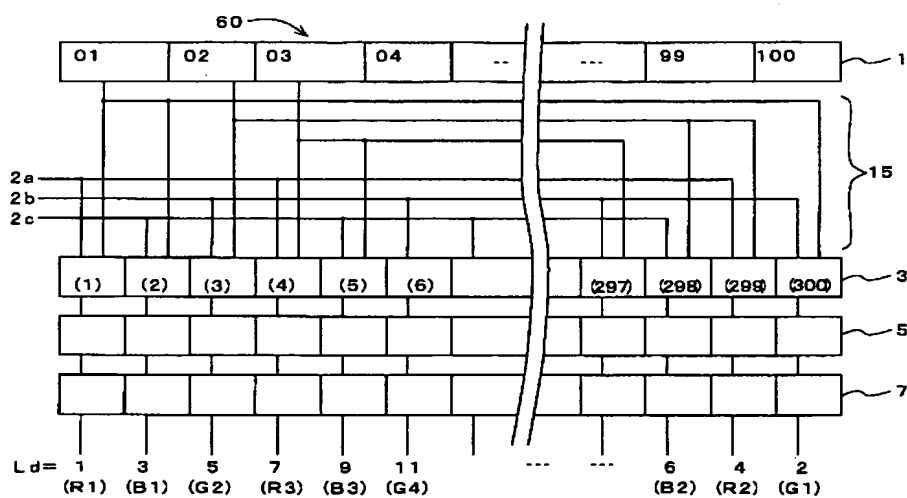 60
01 02 03 04 -- --- 99 100 1
15
2a
2b
2c
(1) (2) (3) (4) (5) (6) (297) (298) (299) (300) 3
5
7
Ld= 1 3 5 7 9 11 ---- --- 6 4 2
(R1) (B1) (G2) (R3) (B3) (G4) (B2) (R2) (G1)